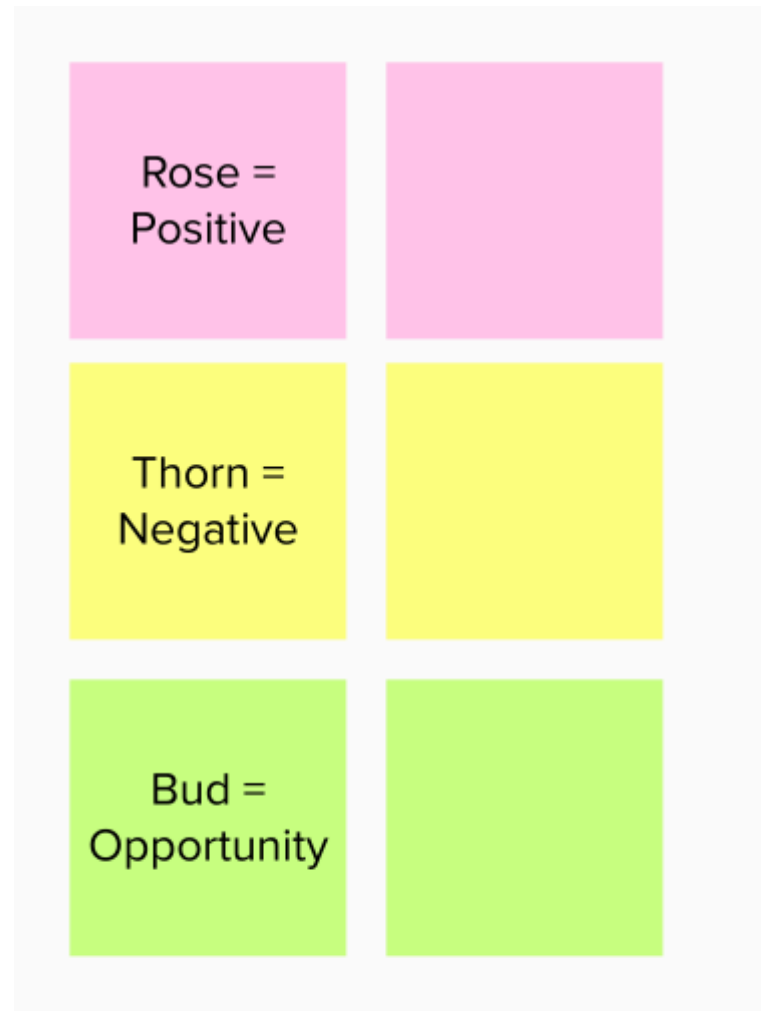 Rose =
Positive
Thorn =
Negative
Bud =
Opportunity